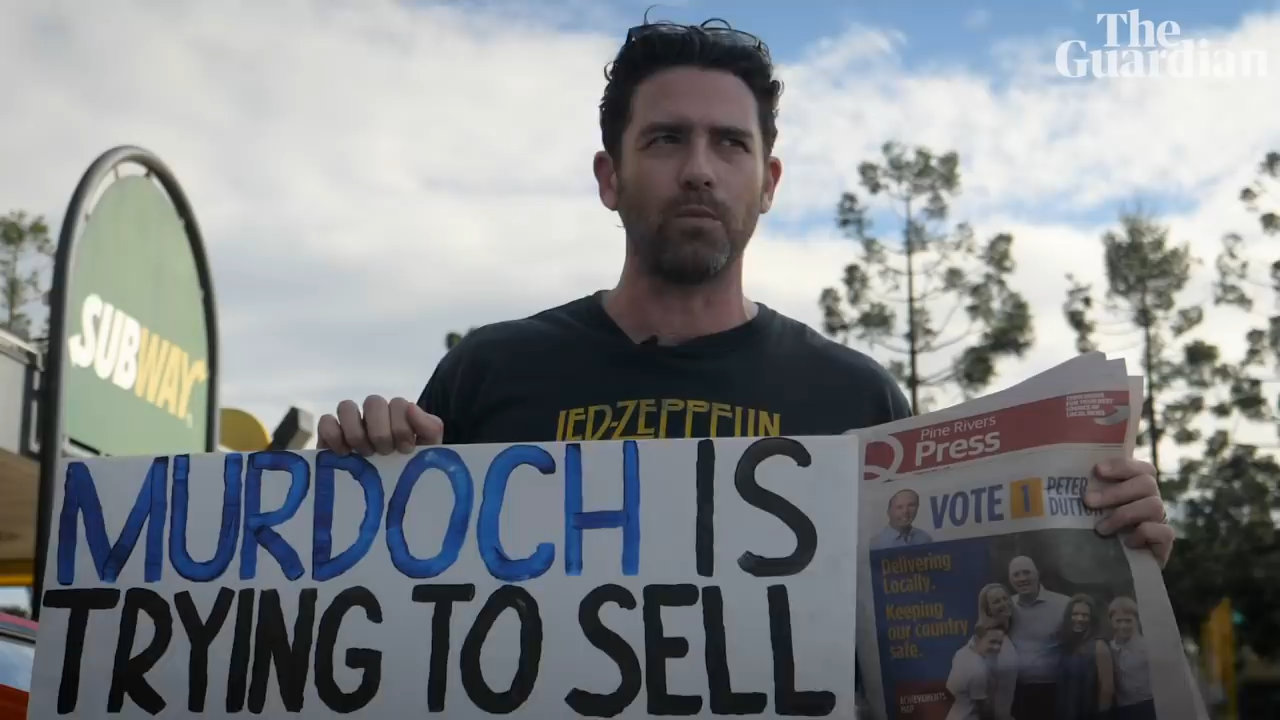 The
Guardian
SUBWAY
LED-ZEPPELIN
MURDOCH IS
TRYING TO SELL
Pine Rivers
Press
VOTE 1 PETER
DUTTON
Delivering
Locally.
Keeping
our country
safe.
ACHIEVEMENTS